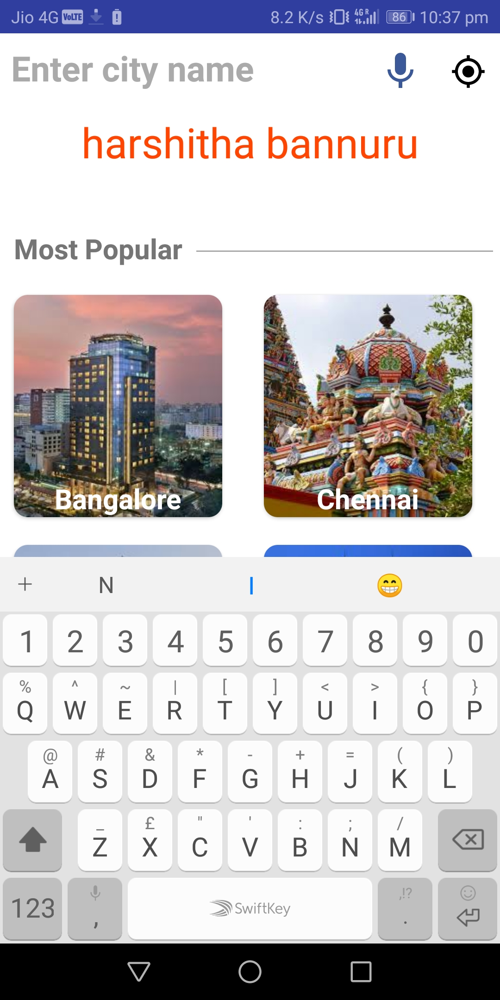 Jio 4G VoLTE 8.2 K/s 4G R 86 10:37 pm
Enter city name
harshitha bannuru
Most Popular
Bangalore Chennai
N I 😁
1 2 3 4 5 6 7 8 9 0
% ^ ~ | [ ] < > { }
Q W E R T Y U I O P
@ # & * - + = ( )
A S D F G H J K L
_ £ " ' : ; /
Z X C V B N M
123 , SwiftKey ,!? .